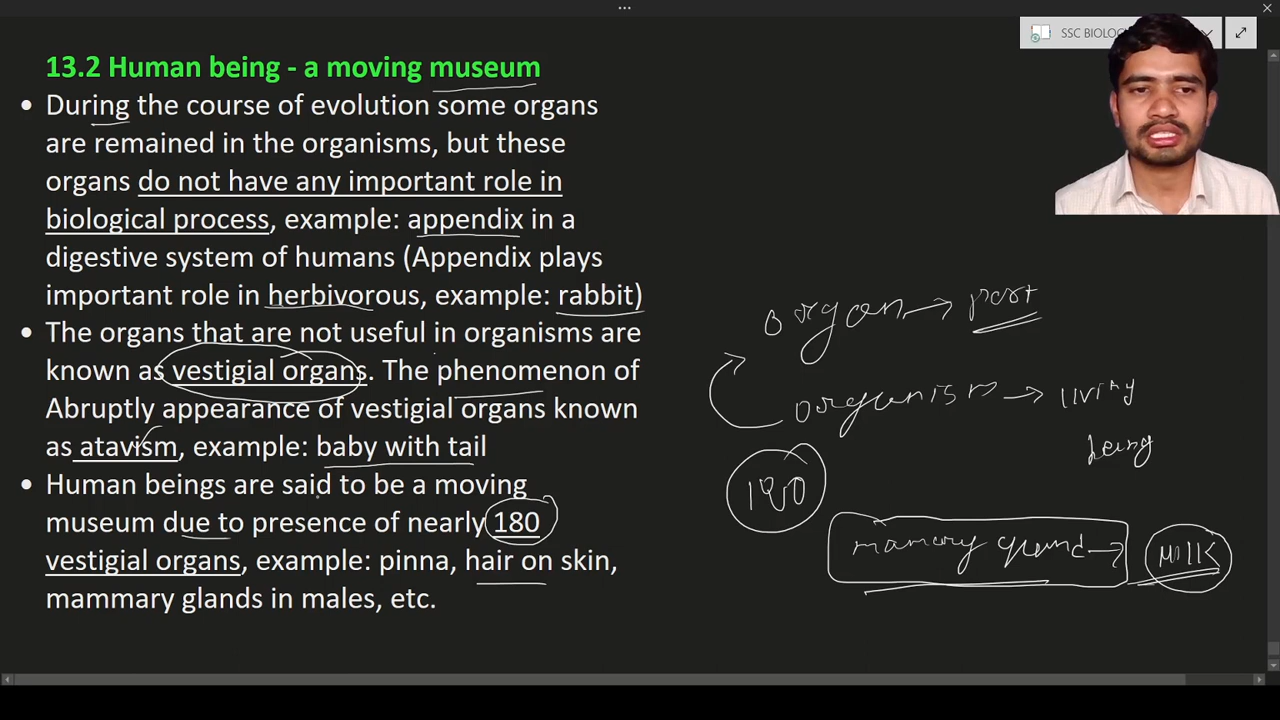 SSC BIOLOG
13.2 Human being - a moving museum
• During the course of evolution some organs
are remained in the organisms, but these
organs do not have any important role in
biological process, example: appendix in a
digestive system of humans (Appendix plays
important role in herbivorous, example: rabbit)
• The organs that are not useful in organisms are
known as vestigial organs. The phenomenon of
Abruptly appearance of vestigial organs known
as atavism, example: baby with tail
• Human beings are said to be a moving
museum due to presence of nearly 180
vestigial organs, example: pinna, hair on skin,
mammary glands in males, etc.
organ → part
organism → living
being
180
mamory → MILK